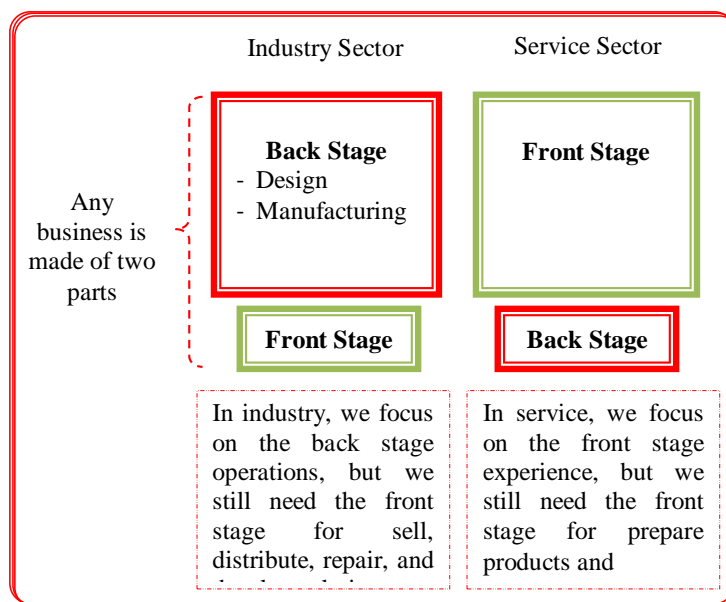 Industry Sector
Service Sector
Any
business is
made of two
parts
Back Stage
- Design
- Manufacturing
Front Stage
Front Stage
Back Stage
In industry, we focus
on the back stage
operations, but we
still need the front
stage for sell,
distribute, repair, and
In service, we focus
on the front stage
experience, but we
still need the front
stage for prepare
products and